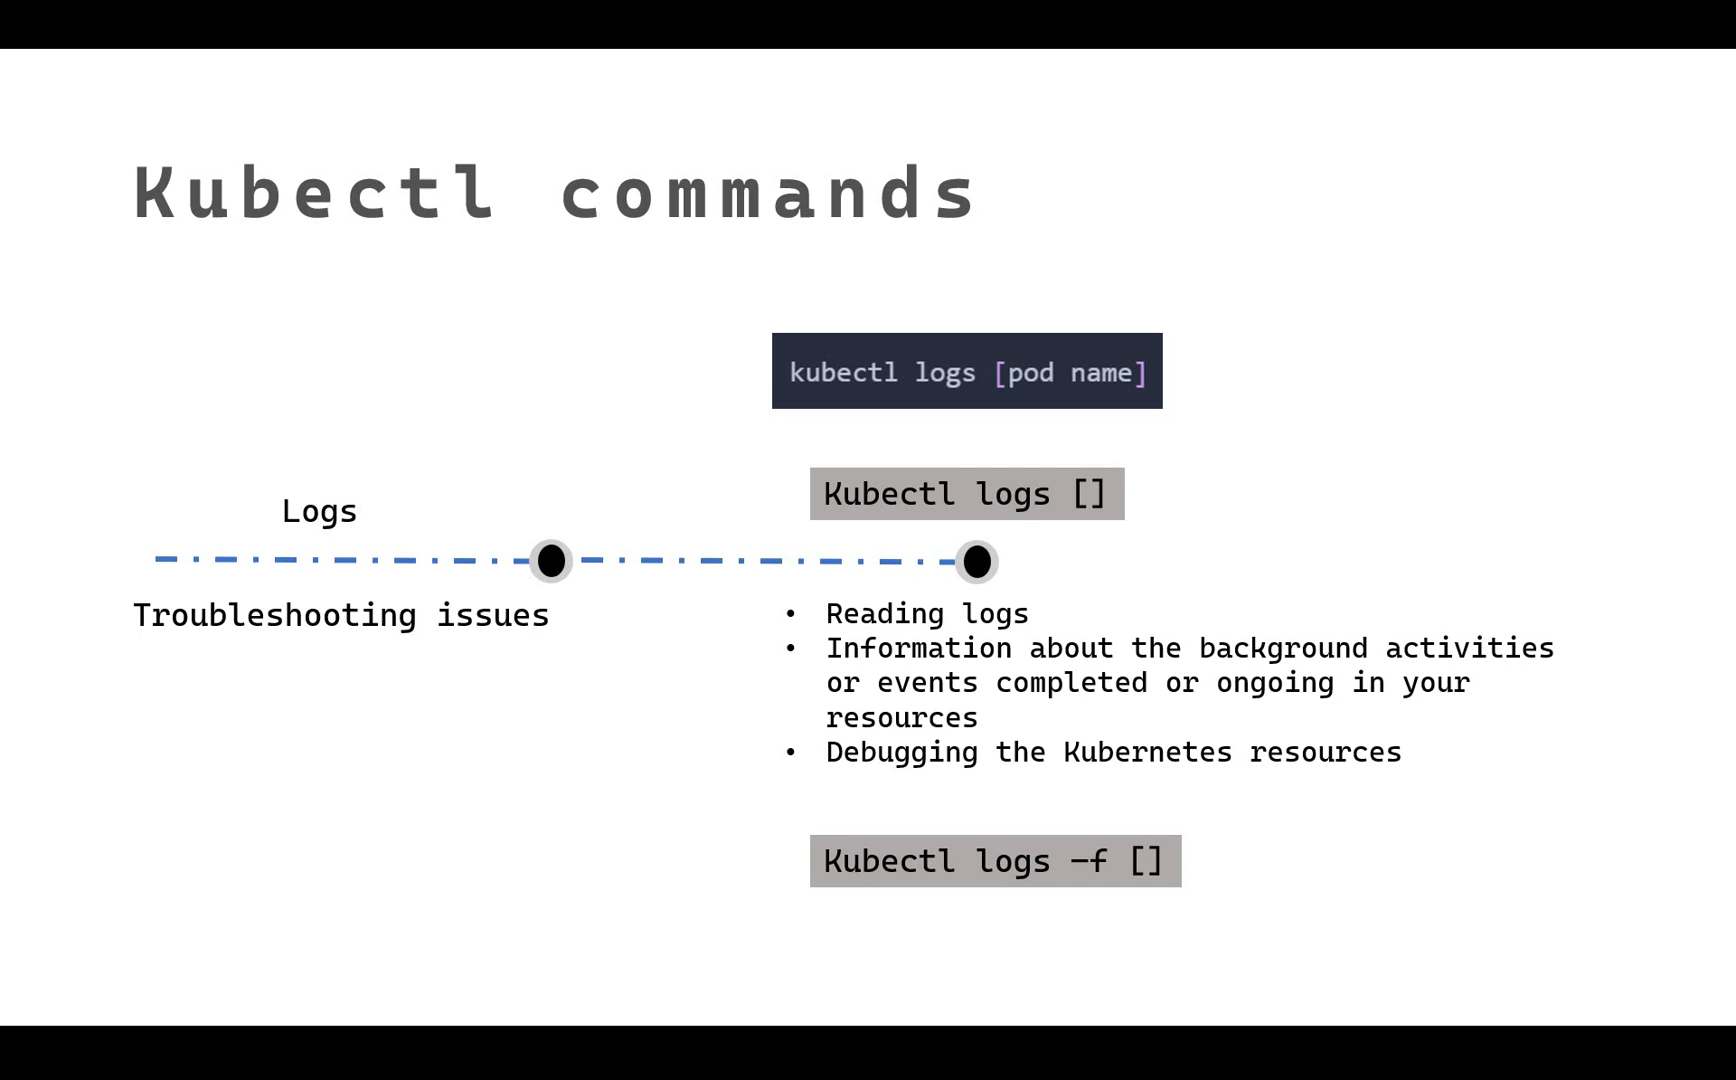 Kubectl commands
kubectl logs [pod name]
Kubectl logs []
Logs
Troubleshooting issues
• Reading logs
• Information about the background activities
or events completed or ongoing in your
resources
• Debugging the Kubernetes resources
Kubectl logs –f []